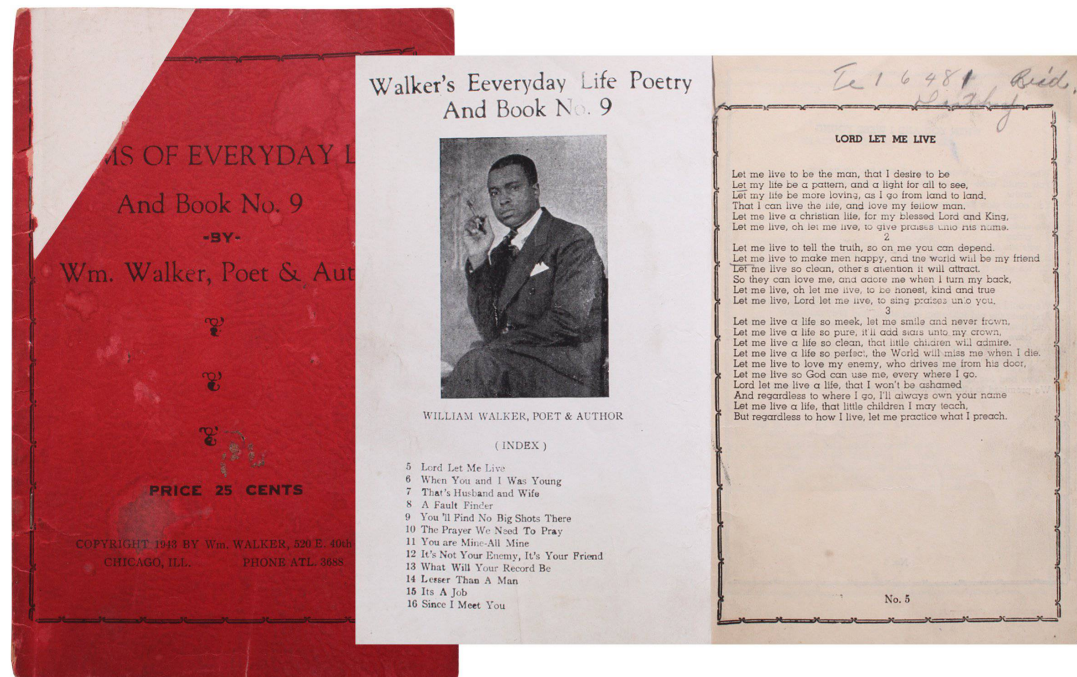 MS OF EVERYDAY L
And Book No. 9
-BY-
Wm. Walker, Poet & Aut
PRICE 25 CENTS
COPYRIGHT 1943 BY Wm. WALKER, 520 E. 40th
CHICAGO, ILL. PHONE ATL. 3688
Walker's Eeveryday Life Poetry
And Book No. 9
WILLIAM WALKER, POET & AUTHOR
( INDEX )
5 Lord Let Me Live
6 When You and I Was Young
7 That's Husband and Wife
8 A Fault Finder
9 You'll Find No Big Shots There
10 The Prayer We Need To Pray
11 You are Mine-All Mine
12 It's Not Your Enemy, It's Your Friend
13 What Will Your Record Be
14 Lesser Than A Man
15 Its A Job
16 Since I Meet You
16481
LORD LET ME LIVE
Let me live to be the man, that I desire to be
Let my life be a pattern, and a light for all to see,
Let my life be more loving, as I go from land to land,
That I can live the life, and love my fellow man.
Let me live a christian life, for my blessed Lord and King,
Let me live, oh let me live, to give praises unto His name.
2
Let me live to tell the truth, so on me you can depend.
Let me live to make men happy, and the world will be my friend
Let me live so clean, other's attention it will attract.
So they can love me, and adore me when I turn my back,
Let me live, oh let me live, to be honest, kind and true
Let me live, Lord let me live, to sing praises unto you,
3
Let me live a life so meek, let me smile and never frown,
Let me live a life so pure, it'll add stars unto my crown,
Let me live a life so clean, that little children will admire.
Let me live a life so perfect, the World will miss me when I die.
Let me live to love my enemy, who drives me from his door,
Let me live so God can use me, every where I go.
Lord let me live a life, that I won't be ashamed
And regardless to where I go, I'll always own your name
Let me live a life, that little children I may teach,
But regardless to how I live, let me practice what I preach.
No. 5